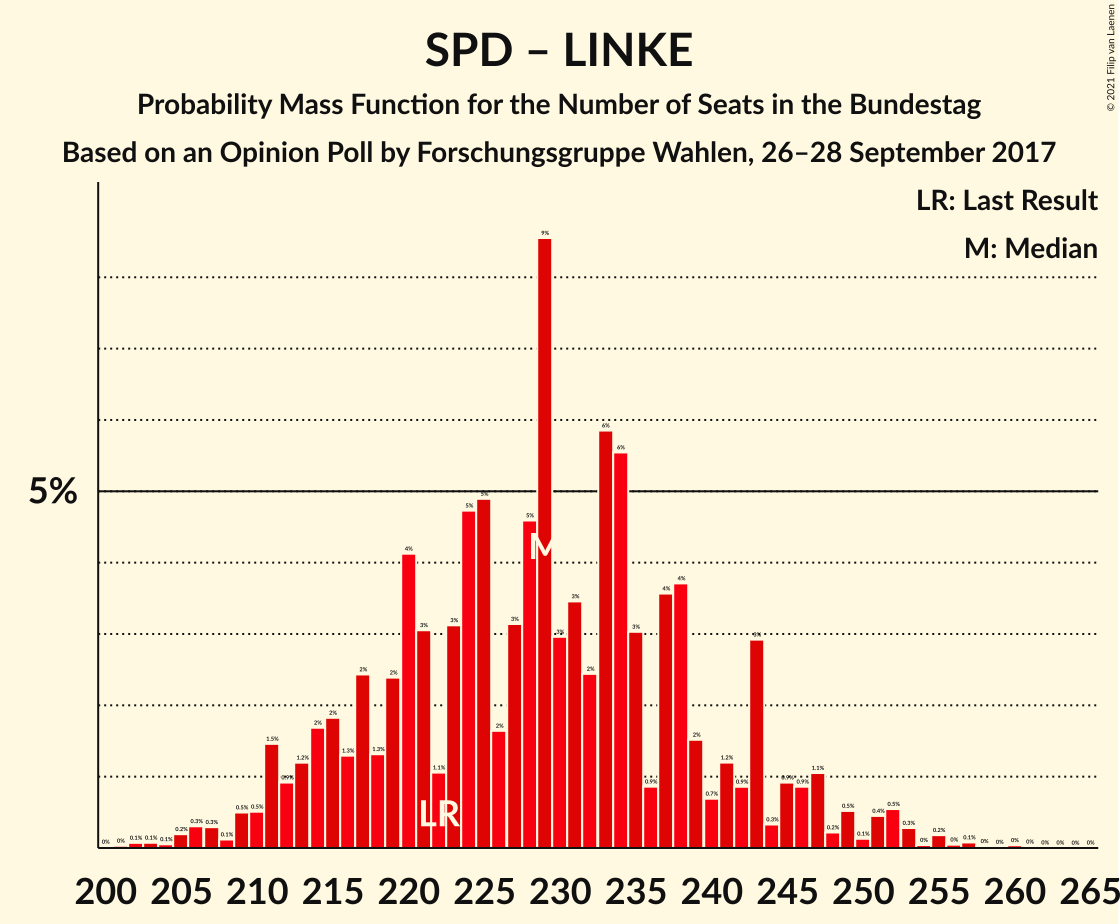 SPD – LINKE
Probability Mass Function for the Number of Seats in the Bundestag
Based on an Opinion Poll by Forschungsgruppe Wahlen, 26–28 September 2017
© 2021 Filip van Laenen
LR: Last Result
M: Median
5%
0% 0% 0.1% 0.1% 0.1% 0.2% 0.3% 0.3% 0.1% 0.5% 0.5% 1.5% 0.9% 1.2% 2% 2% 1.3% 2% 1.3% 2% 4% 3% 1.1% 3% 5% 5% 2% 3% 5% 9% 3% 3% 2% 6% 6% 3% 0.9% 4% 4% 2% 0.7% 1.2% 0.9% 3% 0.3% 0.9% 0.9% 1.1% 0.2% 0.5% 0.1% 0.4% 0.5% 0.3% 0% 0.2% 0% 0.1% 0% 0% 0% 0% 0% 0% 0% 0%
M
LR
200 205 210 215 220 225 230 235 240 245 250 255 260 265